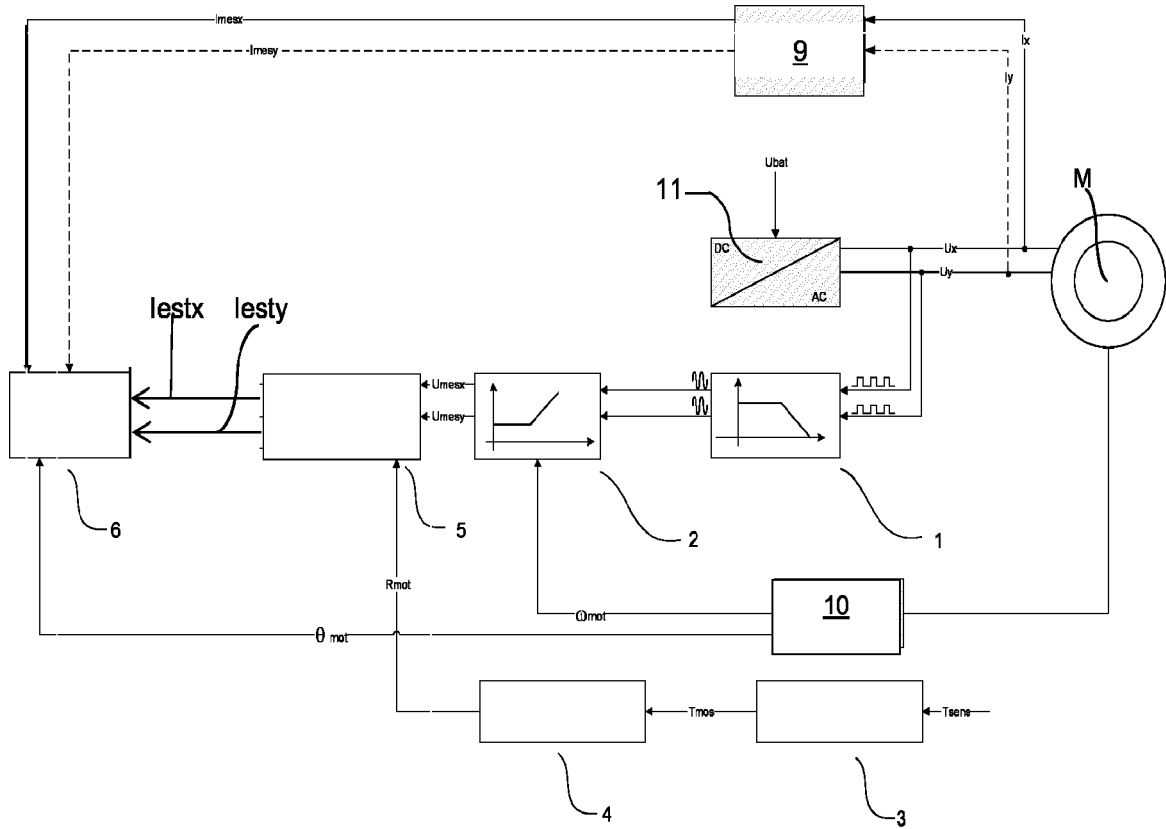 Imesx
Imesy
9
Ix
Iy
Ubat
11
M
DC
AC
Ux
Uy
Iestx
Iesty
Umesx
Umesy
6
5
2
1
Rmot
ωmot
10
θ mot
Tmos
Tsens
4
3